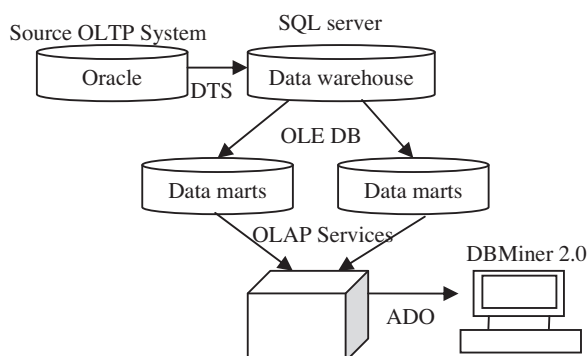 SQL server
Source OLTP System
Oracle
DTS
Data warehouse
OLE DB
Data marts
Data marts
OLAP Services
DBMiner 2.0
ADO